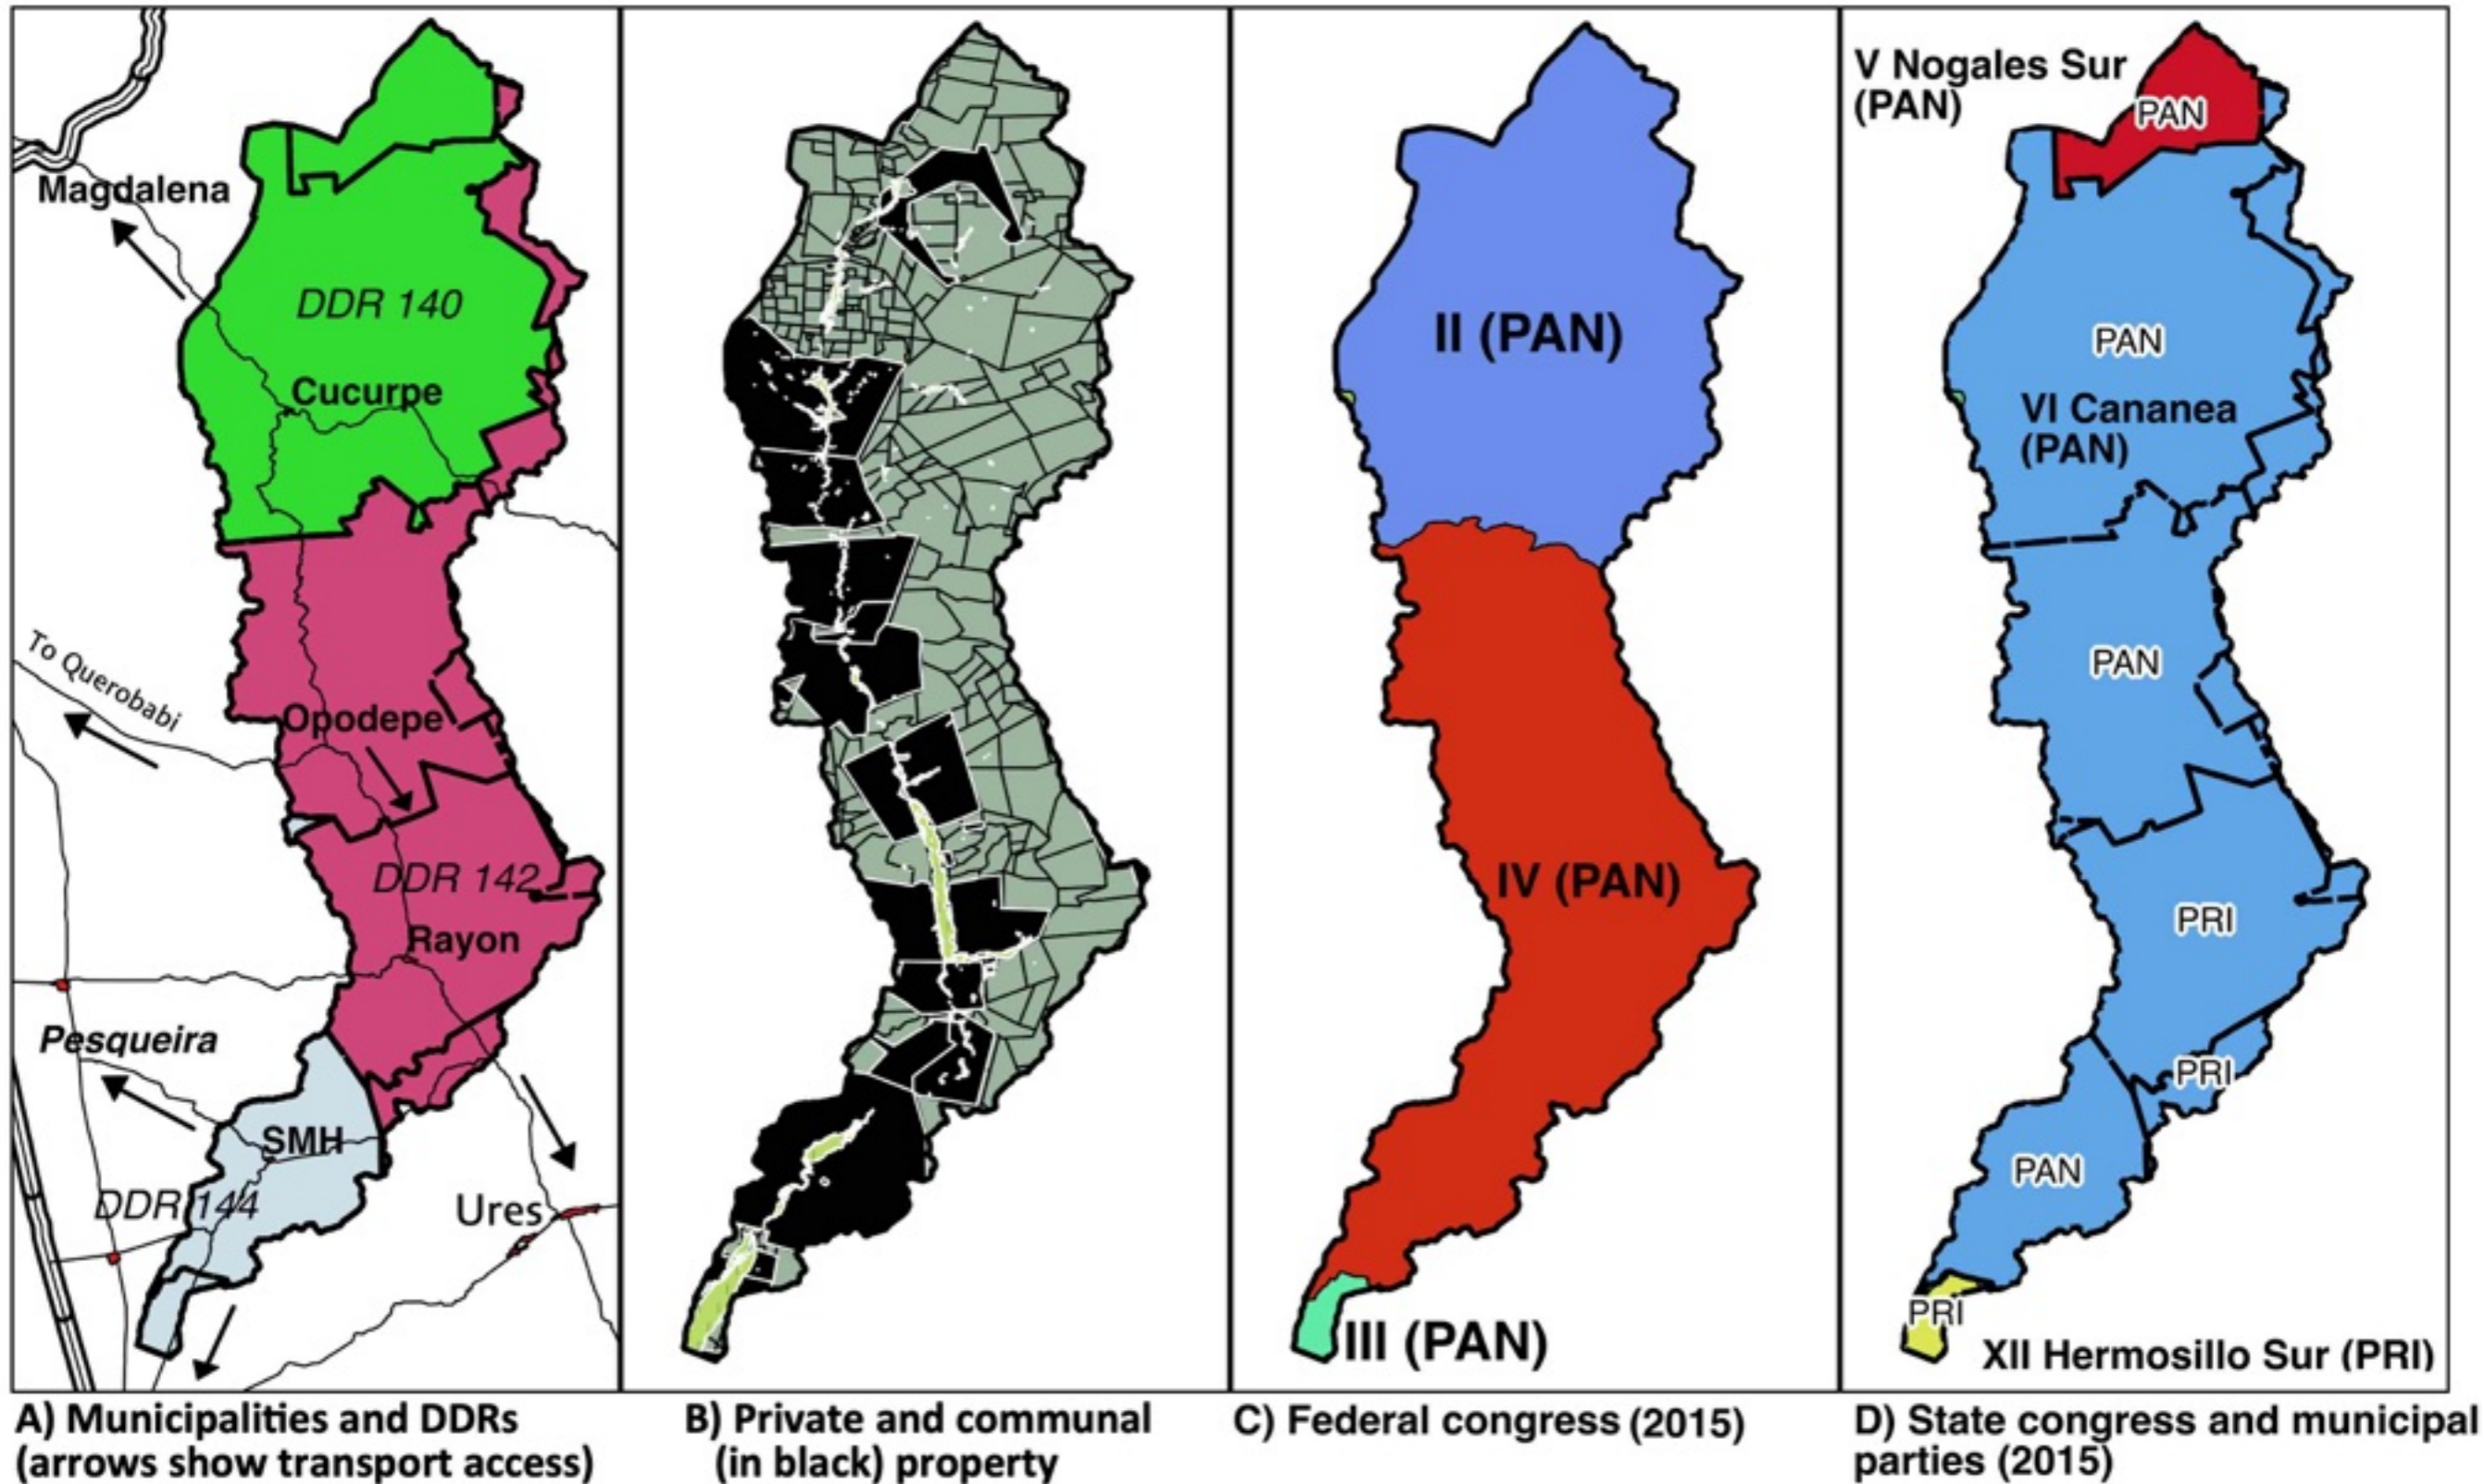 Magdalena
DDR 140
Cucurpe
To Querobabi
Opodepe
DDR 142
Rayon
Pesqueira
SMH
DDR 144
Ures
A) Municipalities and DDRs
(arrows show transport access)
B) Private and communal
(in black) property
II (PAN)
IV (PAN)
III (PAN)
C) Federal congress (2015)
V Nogales Sur
(PAN)
PAN
PAN
VI Cananea
(PAN)
PAN
PRI
PRI
PAN
PRI
XII Hermosillo Sur (PRI)
D) State congress and municipal
parties (2015)